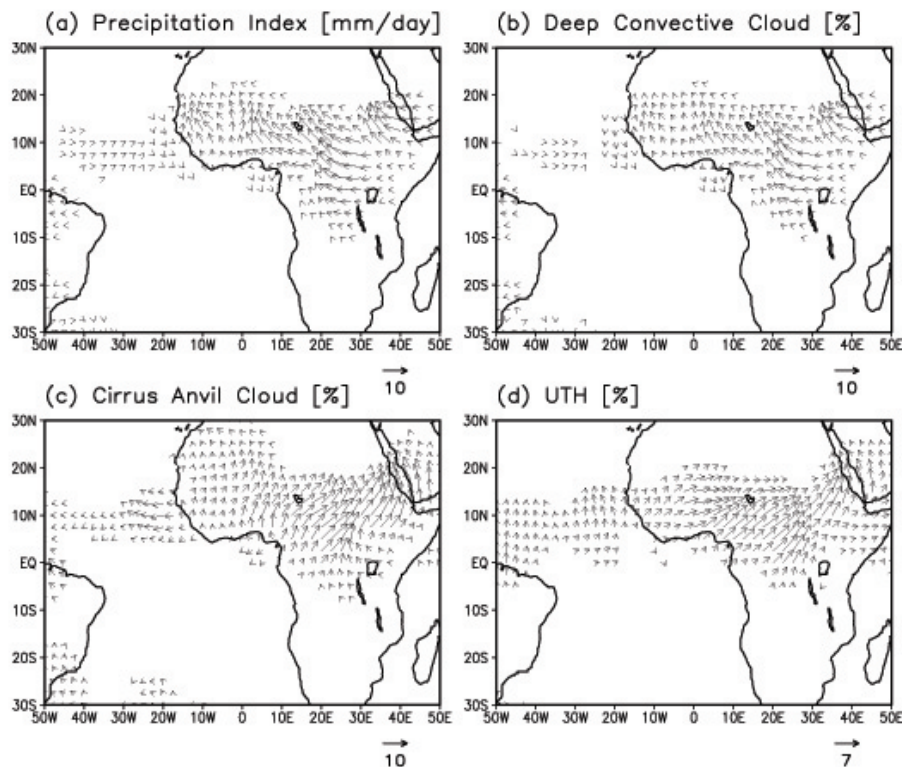 (a) Precipitation Index [mm/day]
(b) Deep Convective Cloud [%]
30N 30N
20N 20N
10N 10N
EQ EQ
10S 10S
20S 20S
30S 30S
50W 40W 30W 20W 10W 0 10E 20E 30E 40E 50E
50W 40W 30W 20W 10W 0 10E 20E 30E 40E 50E
10 10
(c) Cirrus Anvil Cloud [%]
(d) UTH [%]
30N 30N
20N 20N
10N 10N
EQ EQ
10S 10S
20S 20S
30S 30S
50W 40W 30W 20W 10W 0 10E 20E 30E 40E 50E
50W 40W 30W 20W 10W 0 10E 20E 30E 40E 50E
10 7